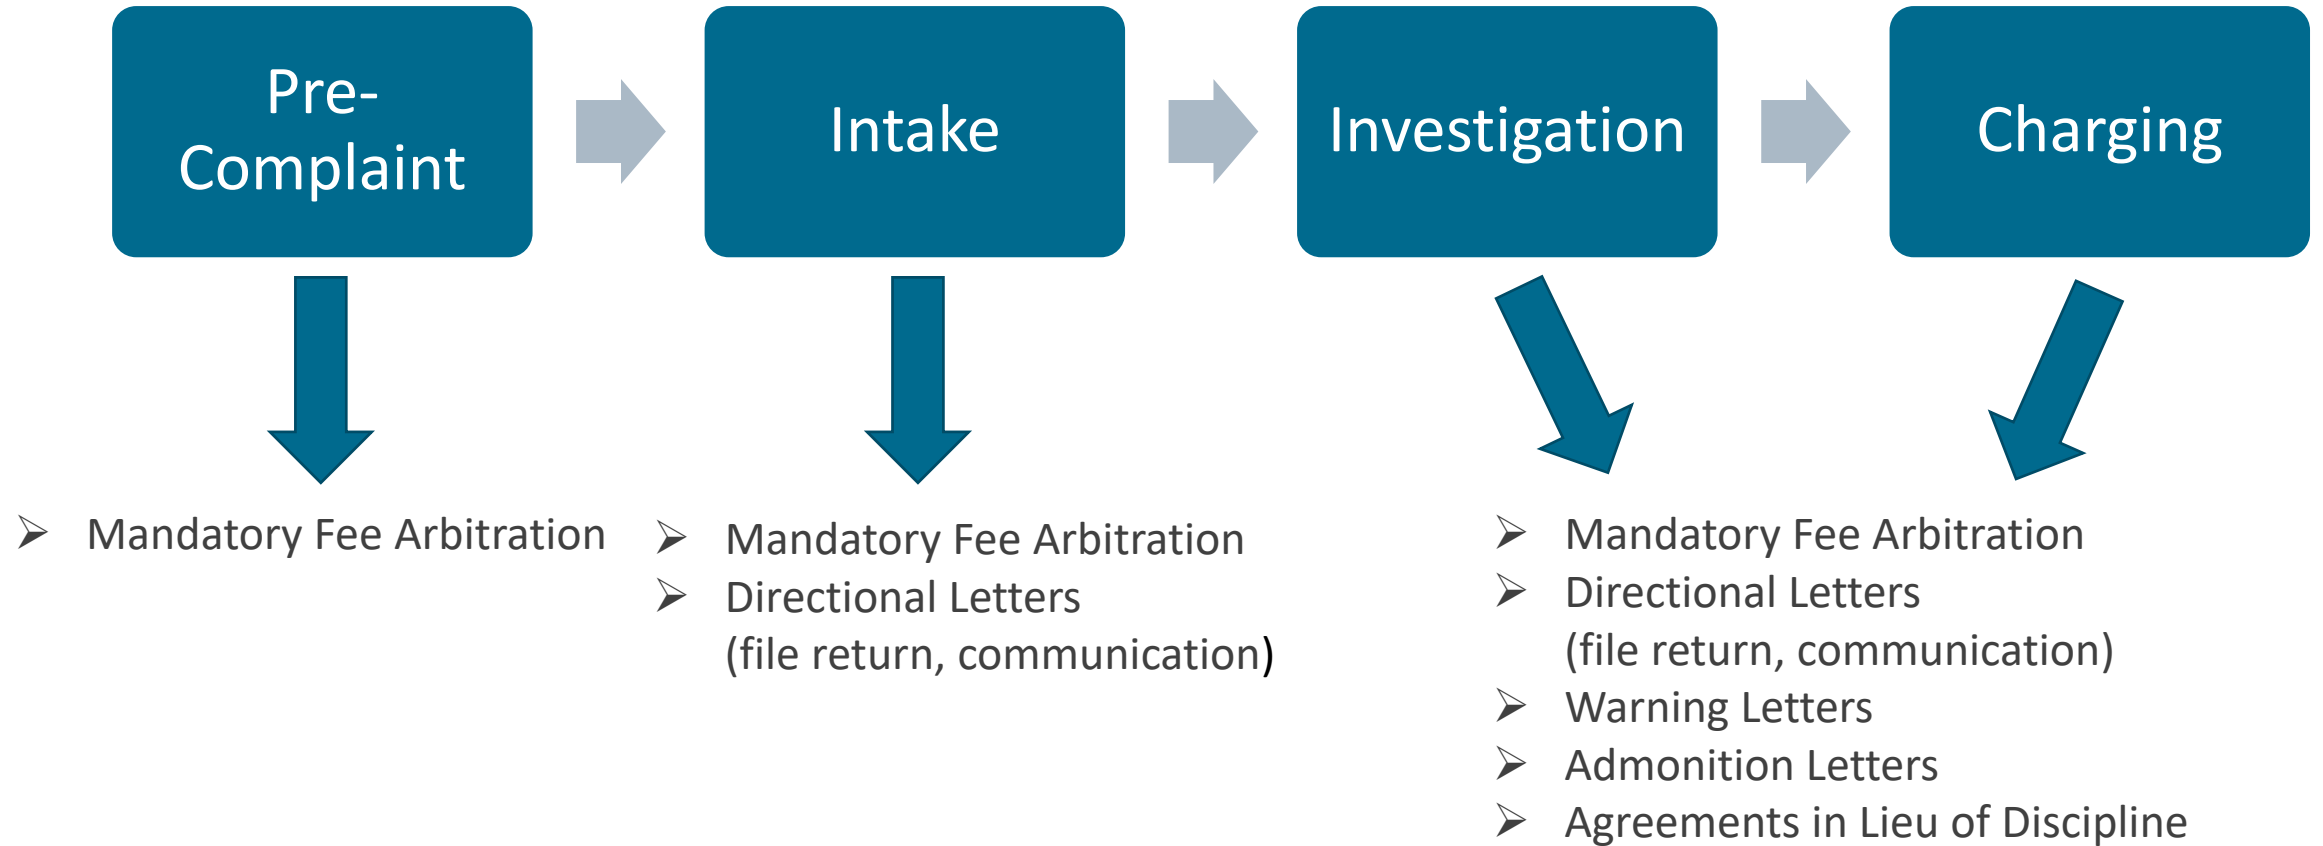 Pre-
Complaint
Intake
Investigation
Charging
➢ Mandatory Fee Arbitration
➢ Mandatory Fee Arbitration
➢ Directional Letters
(file return, communication)
➢ Mandatory Fee Arbitration
➢ Directional Letters
(file return, communication)
➢ Warning Letters
➢ Admonition Letters
➢ Agreements in Lieu of Discipline